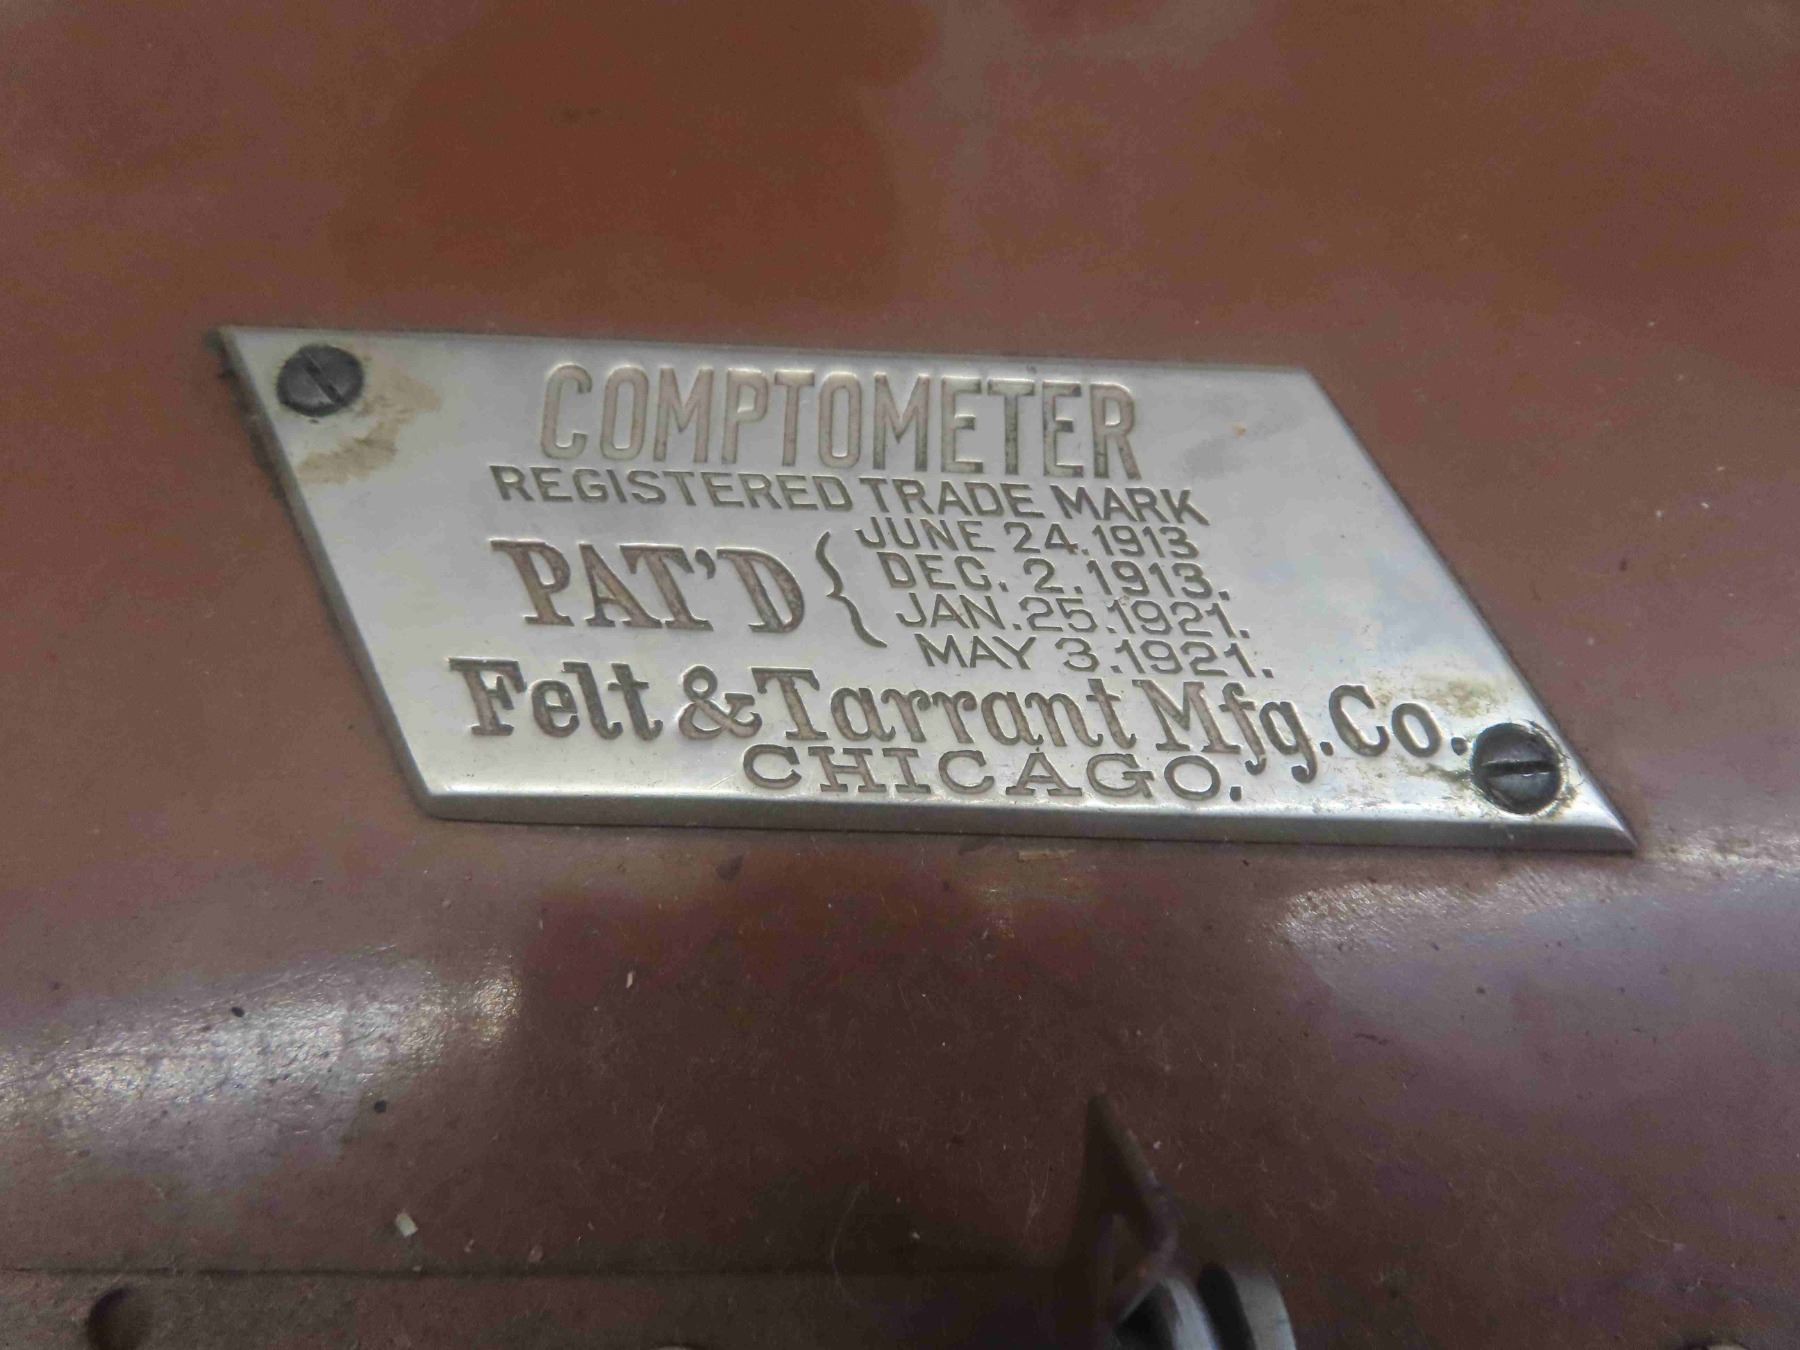 COMPTOMETER
REGISTERED TRADE MARK
PAT'D { JUNE 24.1913
DEC. 2.1913.
JAN. 25.1921.
MAY 3.1921.
Felt & Tarrant Mfg. Co.
CHICAGO.